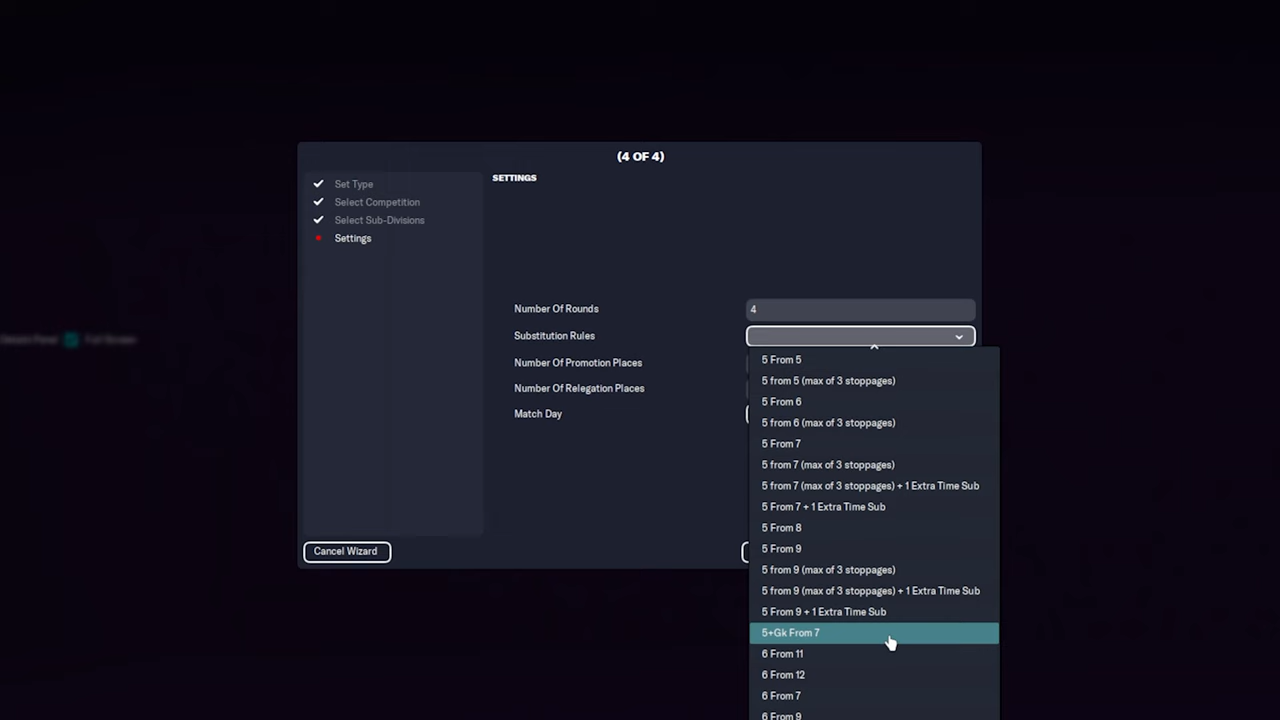 (4 OF 4)
Set Type
Select Competition
Select Sub-Divisions
Settings
SETTINGS
Number Of Rounds
4
Substitution Rules
Number Of Promotion Places
Number Of Relegation Places
Match Day
5 From 5
5 from 5 (max of 3 stoppages)
5 From 6
5 from 6 (max of 3 stoppages)
5 From 7
5 from 7 (max of 3 stoppages)
5 from 7 (max of 3 stoppages) + 1 Extra Time Sub
5 From 7 + 1 Extra Time Sub
5 From 8
5 From 9
5 from 9 (max of 3 stoppages)
5 from 9 (max of 3 stoppages) + 1 Extra Time Sub
5 From 9 + 1 Extra Time Sub
5+Gk From 7
6 From 11
6 From 12
6 From 7
6 From 9
Cancel Wizard